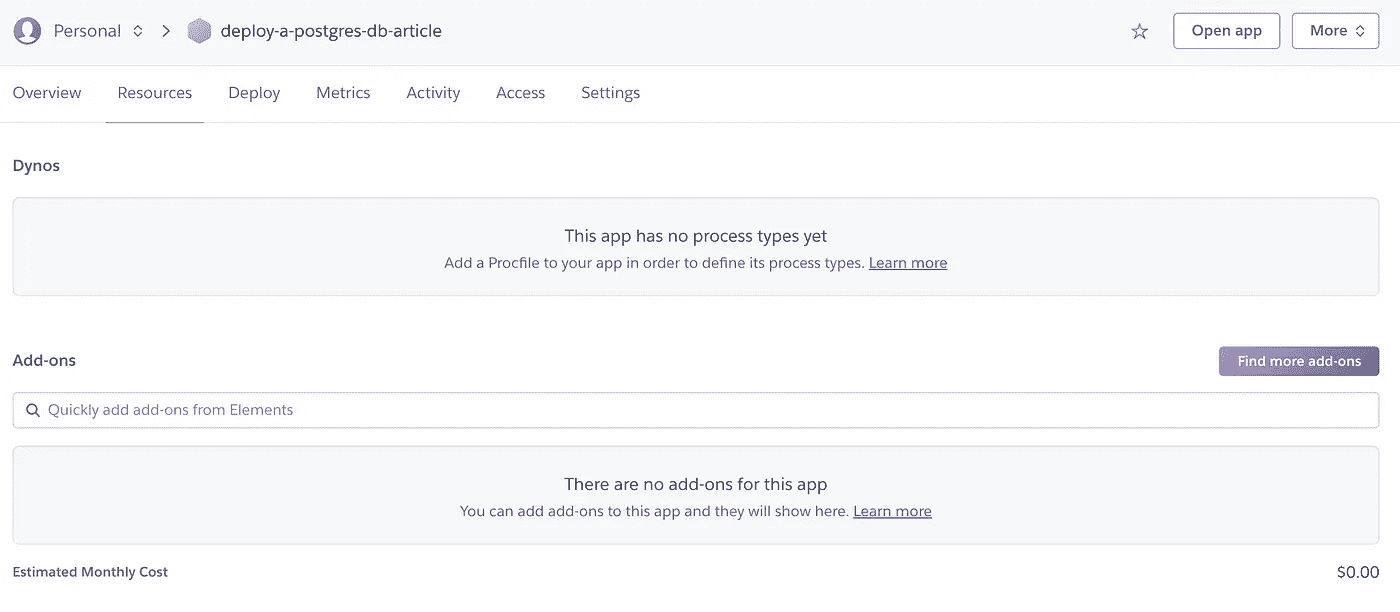 Personal deploy-a-postgres-db-article Open app More
Overview Resources Deploy Metrics Activity Access Settings
Dynos
This app has no process types yet
Add a Procfile to your app in order to define its process types. Learn more
Add-ons Find more add-ons
Quickly add add-ons from Elements
There are no add-ons for this app
You can add add-ons to this app and they will show here. Learn more
Estimated Monthly Cost $0.00